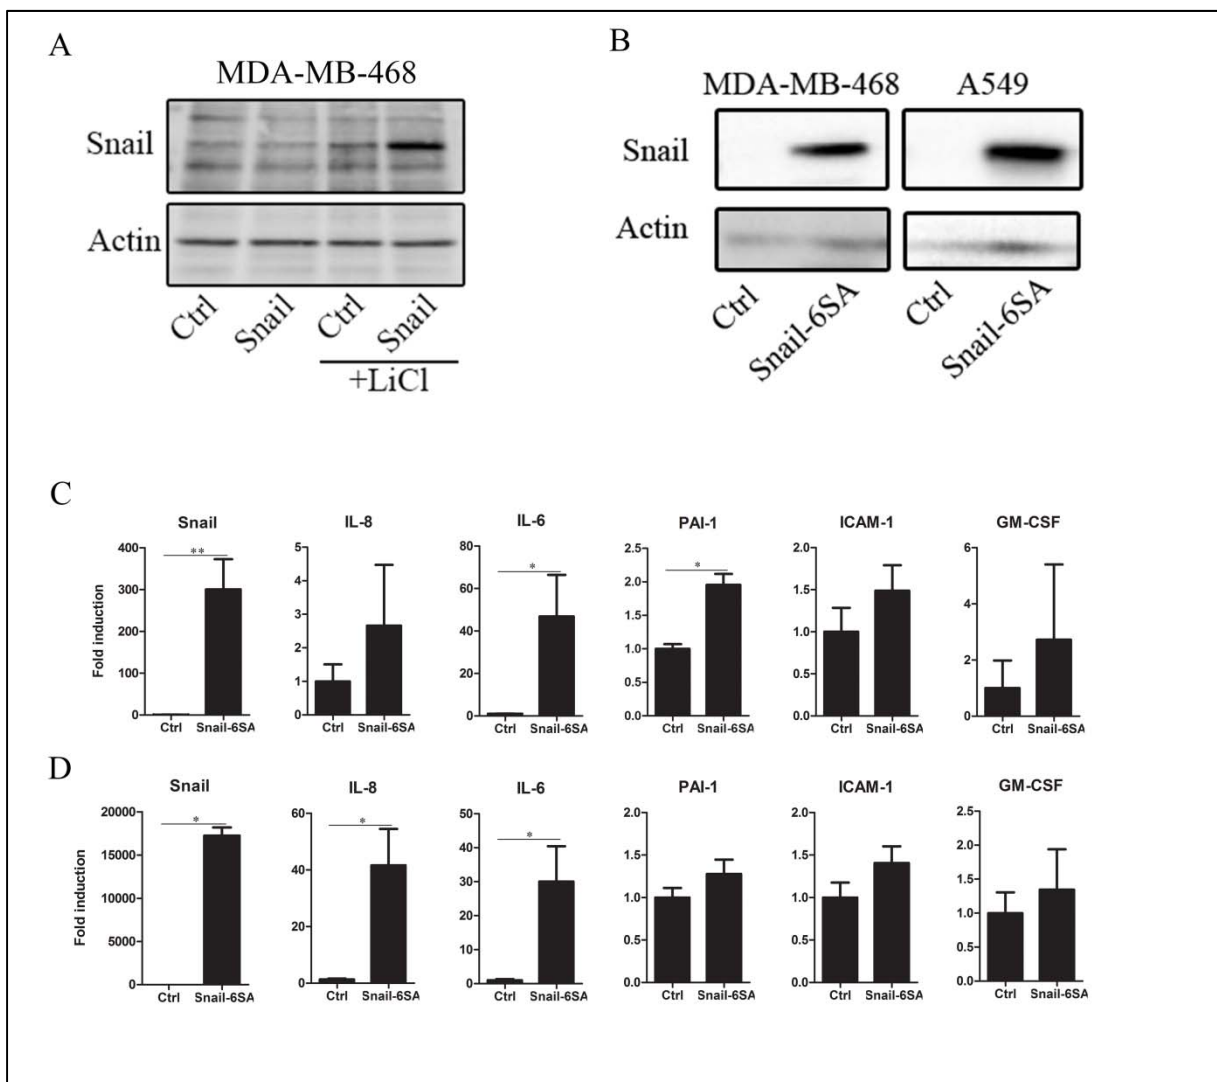 A
MDA-MB-468
Snail
Actin
Ctrl
Snail
Ctrl
Snail
+LiCl
B
MDA-MB-468
A549
Snail
Actin
Ctrl
Snail-6SA
Ctrl
Snail-6SA
C
Snail
IL-8
IL-6
PAI-1
ICAM-1
GM-CSF
Fold induction
400
300
200
100
0
**
Ctrl Snail-6SA
5
4
3
2
1
0
Ctrl Snail-6SA
80
60
40
20
0
*
Ctrl Snail-6SA
2.5
2.0
1.5
1.0
0.5
0.0
*
Ctrl Snail-6SA
2.0
1.5
1.0
0.5
0.0
Ctrl Snail-6SA
6
4
2
0
Ctrl Snail-6SA
D
Snail
IL-8
IL-6
PAI-1
ICAM-1
GM-CSF
Fold induction
20000
15000
10000
5000
0
*
Ctrl Snail-6SA
60
40
20
0
*
Ctrl Snail-6SA
50
40
30
20
10
0
*
Ctrl Snail-6SA
2.0
1.5
1.0
0.5
0.0
Ctrl Snail-6SA
2.0
1.5
1.0
0.5
0.0
Ctrl Snail-6SA
2.5
2.0
1.5
1.0
0.5
0.0
Ctrl Snail-6SA